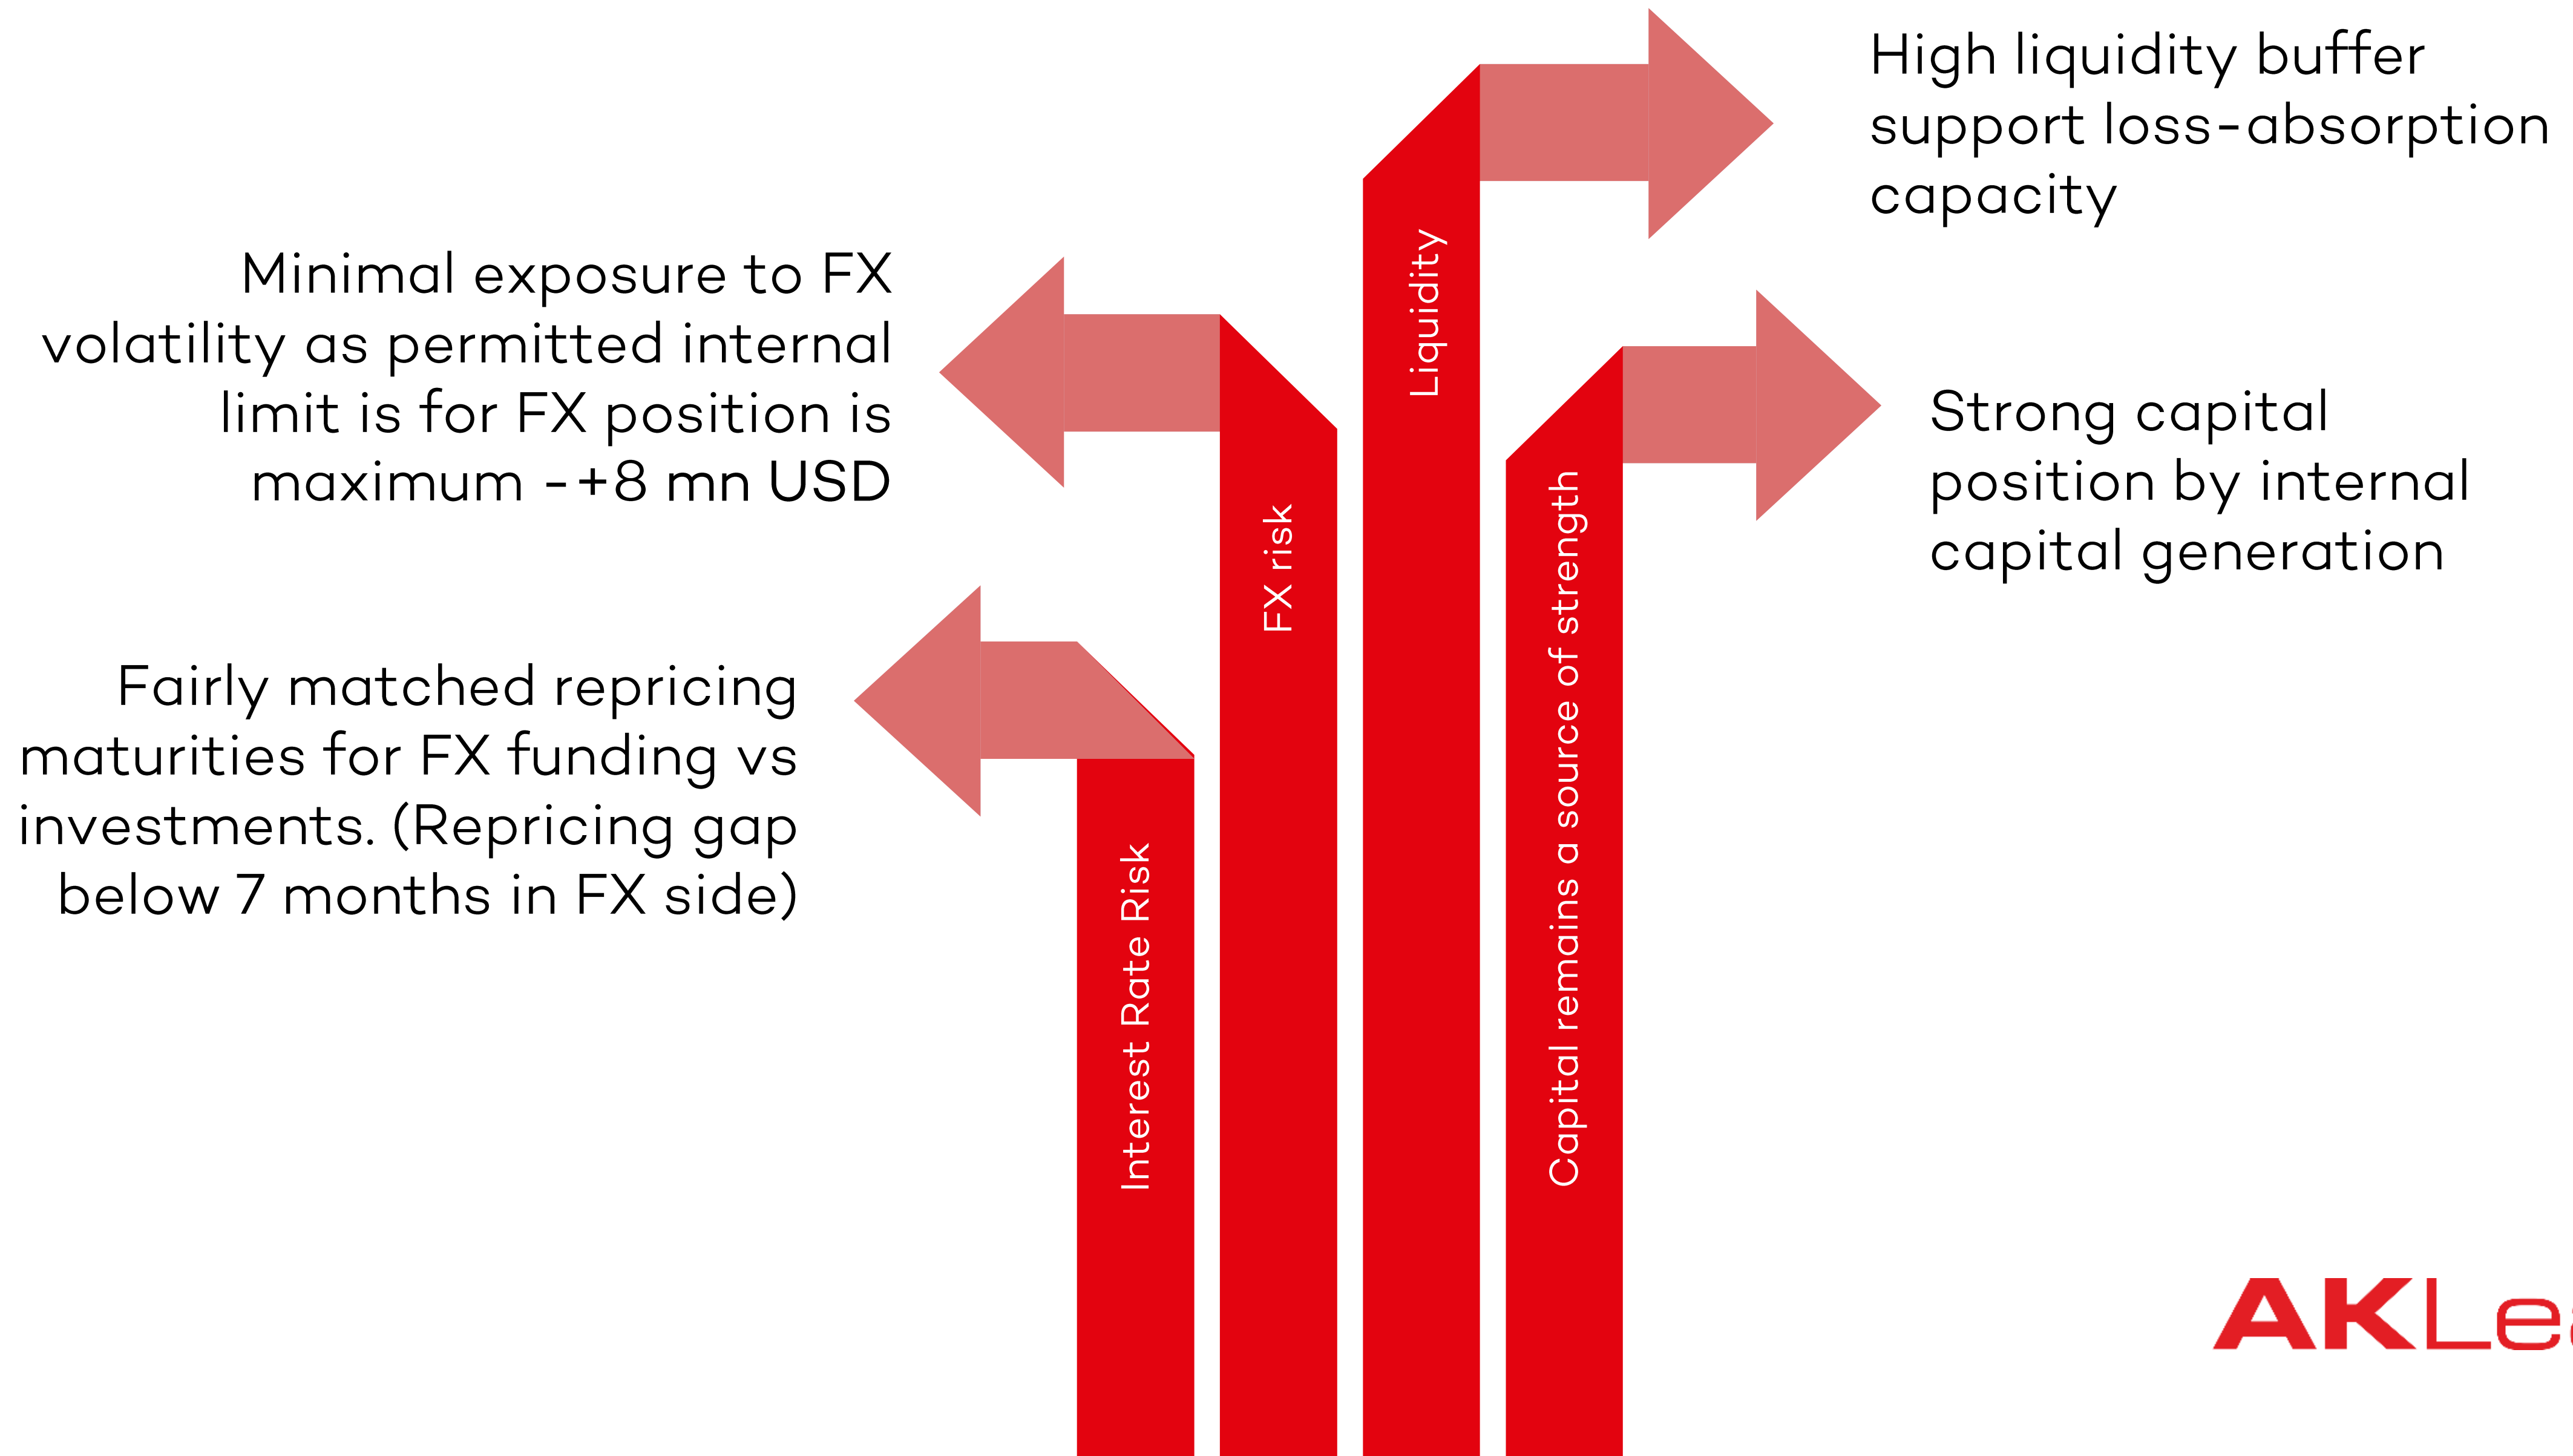 High liquidity buffer
support loss-absorption
capacity
Minimal exposure to FX
volatility as permitted internal
limit is for FX position is
maximum -+8 mn USD
Strong capital
position by internal
capital generation
Fairly matched repricing
maturities for FX funding vs
investments. (Repricing gap
below 7 months in FX side)
Interest Rate Risk
FX risk
Liquidity
Capital remains a source of strength
AKLe